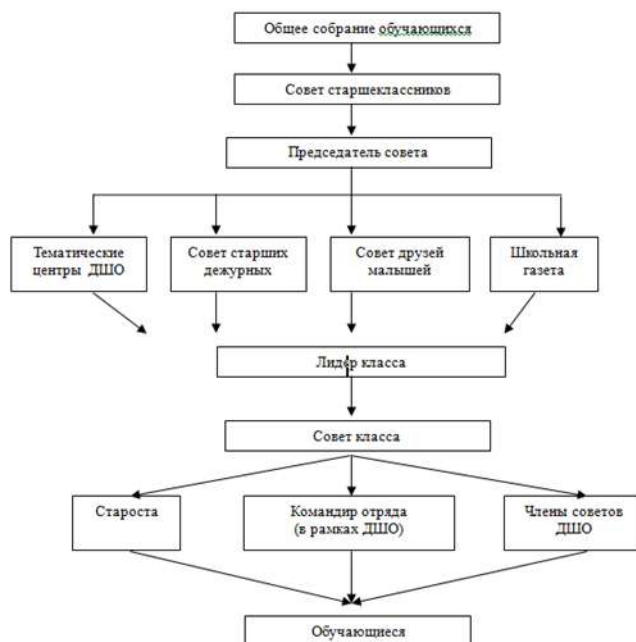 Общее собрание обучающихся
Совет старшеклассников
Председатель совета
Тематические
центры ДШО
Совет старших
дежурных
Совет друзей
малышей
Школьная
газета
Лидер класса
Совет класса
Староста
Командир отряда
(в рамках ДШО)
Члены советов
ДШО
Обучающиеся